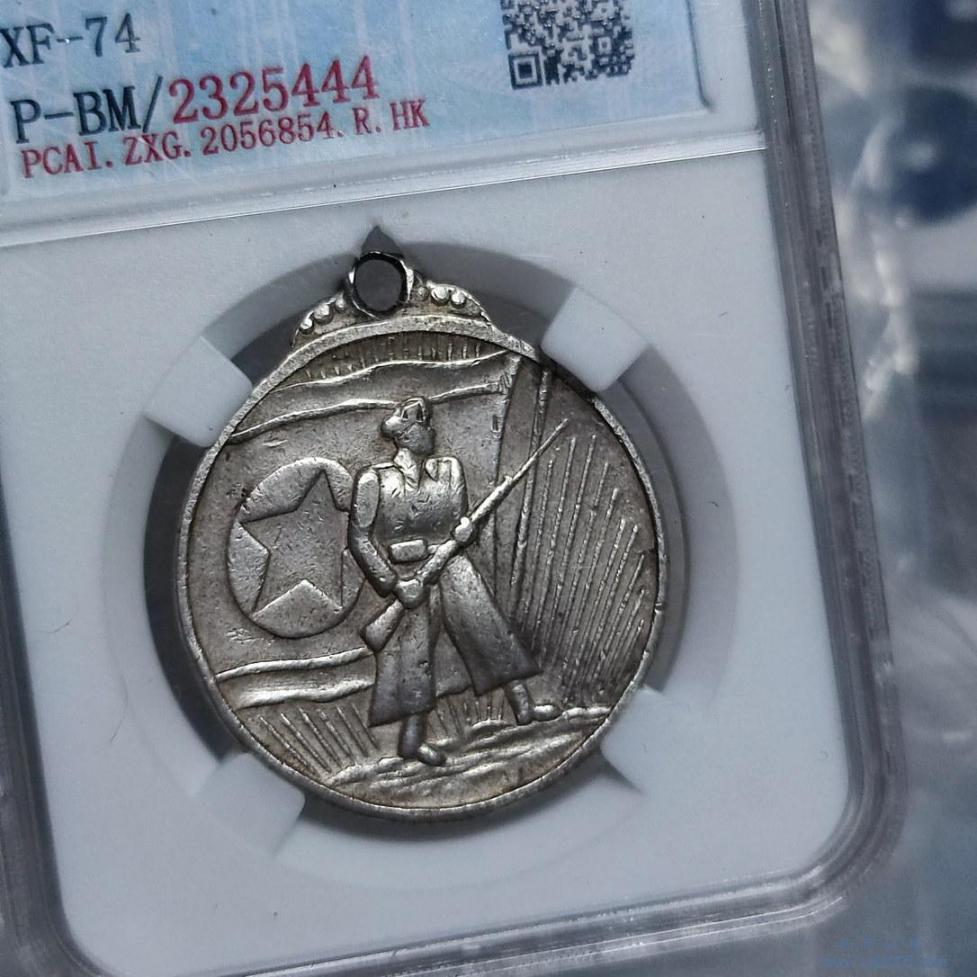 XF-74
P-BM/2325444
PCAI. ZXG. 2056854. R. HK